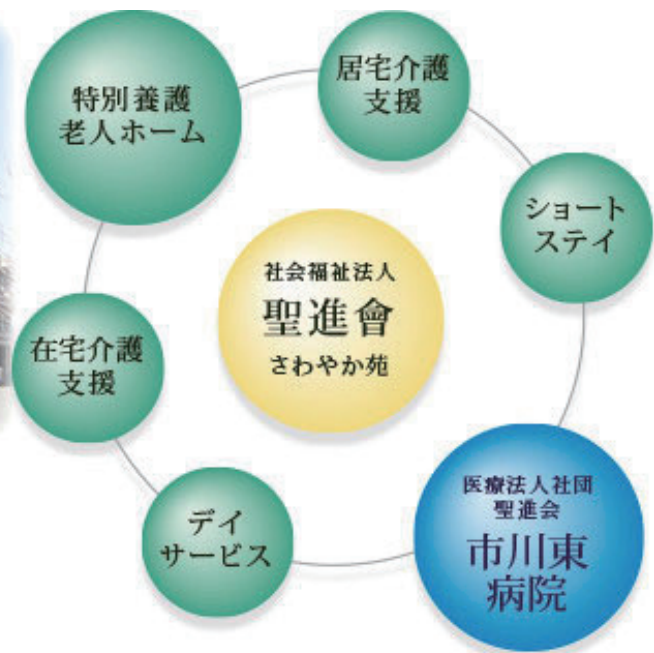 特別養護
老人ホーム
居宅介護
支援
ショート
ステイ
社会福祉法人
聖進會
さわやか苑
在宅介護
支援
デイ
サービス
医療法人社団
聖進会
市川東
病院